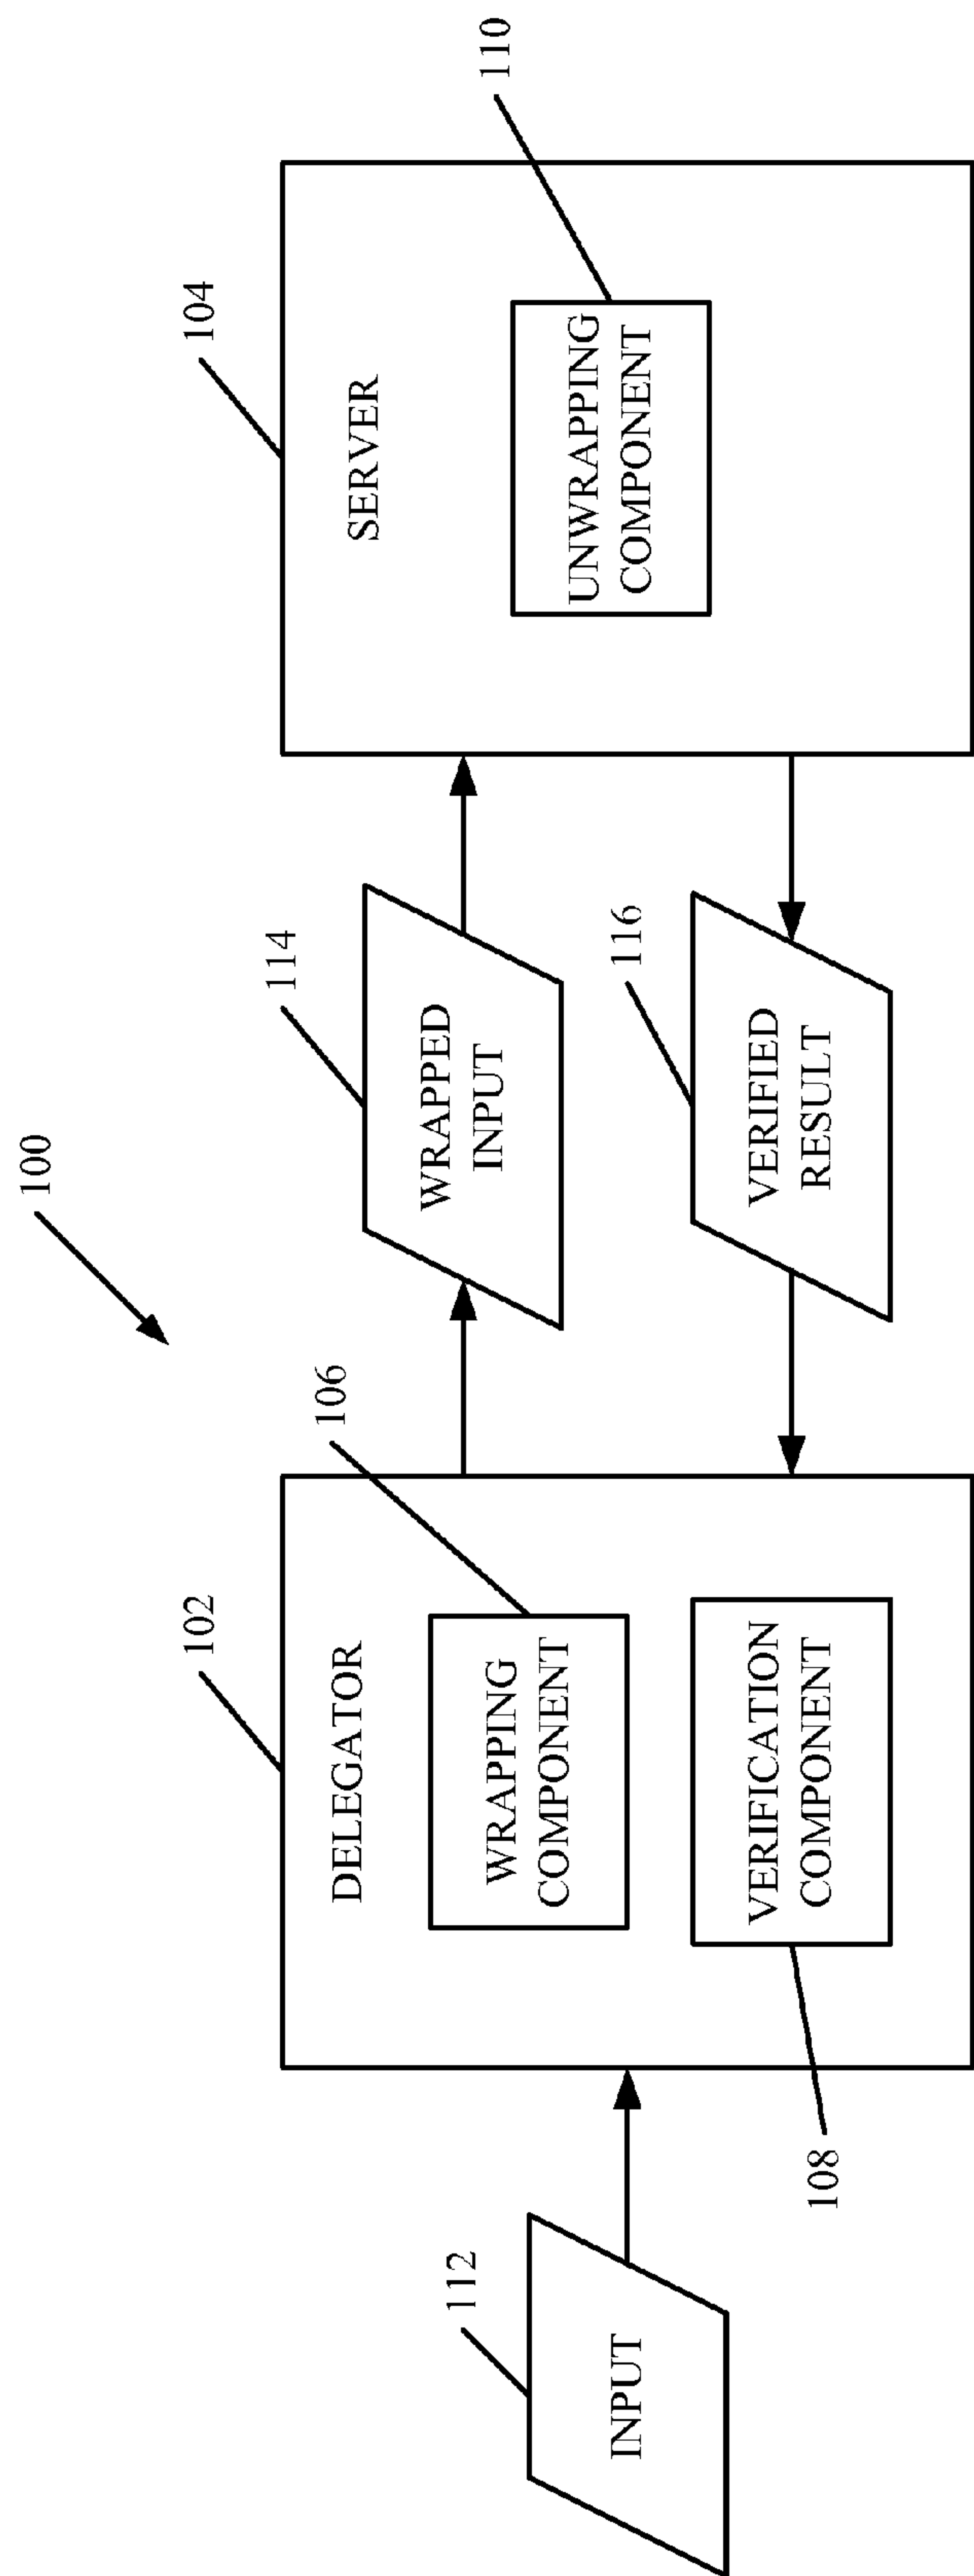 100
112
INPUT
102
DELEGATOR
106
WRAPPING
COMPONENT
VERIFICATION
COMPONENT
108
114
WRAPPED
INPUT
116
VERIFIED
RESULT
104
SERVER
110
UNWRAPPING
COMPONENT